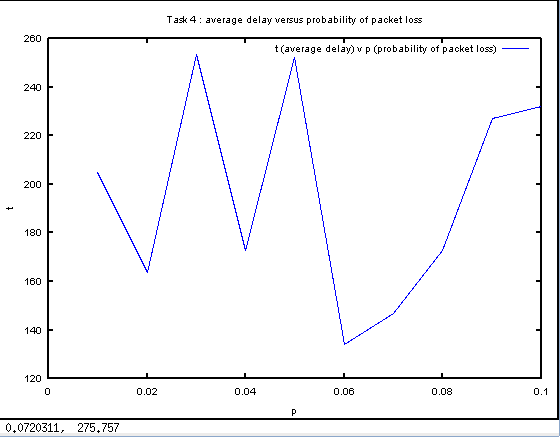 Task 4 : average delay versus probability of packet loss
t (average delay) v p (probability of packet loss)
260
240
220
200
180
160
140
120
t
0 0.02 0.04 0.06 0.08 0.1
p
0.0720311, 275.757